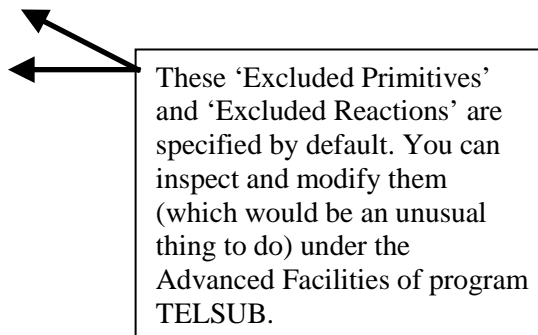 These ‘Excluded Primitives’
and ‘Excluded Reactions’ are
specified by default. You can
inspect and modify them
(which would be an unusual
thing to do) under the
Advanced Facilities of program
TELSUB.